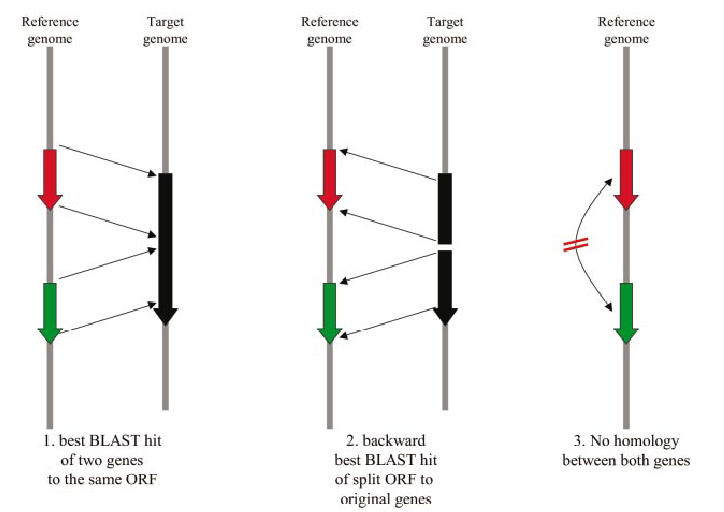 Reference
genome
Target
genome
Reference
genome
Target
genome
Reference
genome
1. best BLAST hit
of two genes
to the same ORF
2. backward
best BLAST hit
of split ORF to
original genes
3. No homology
between both genes